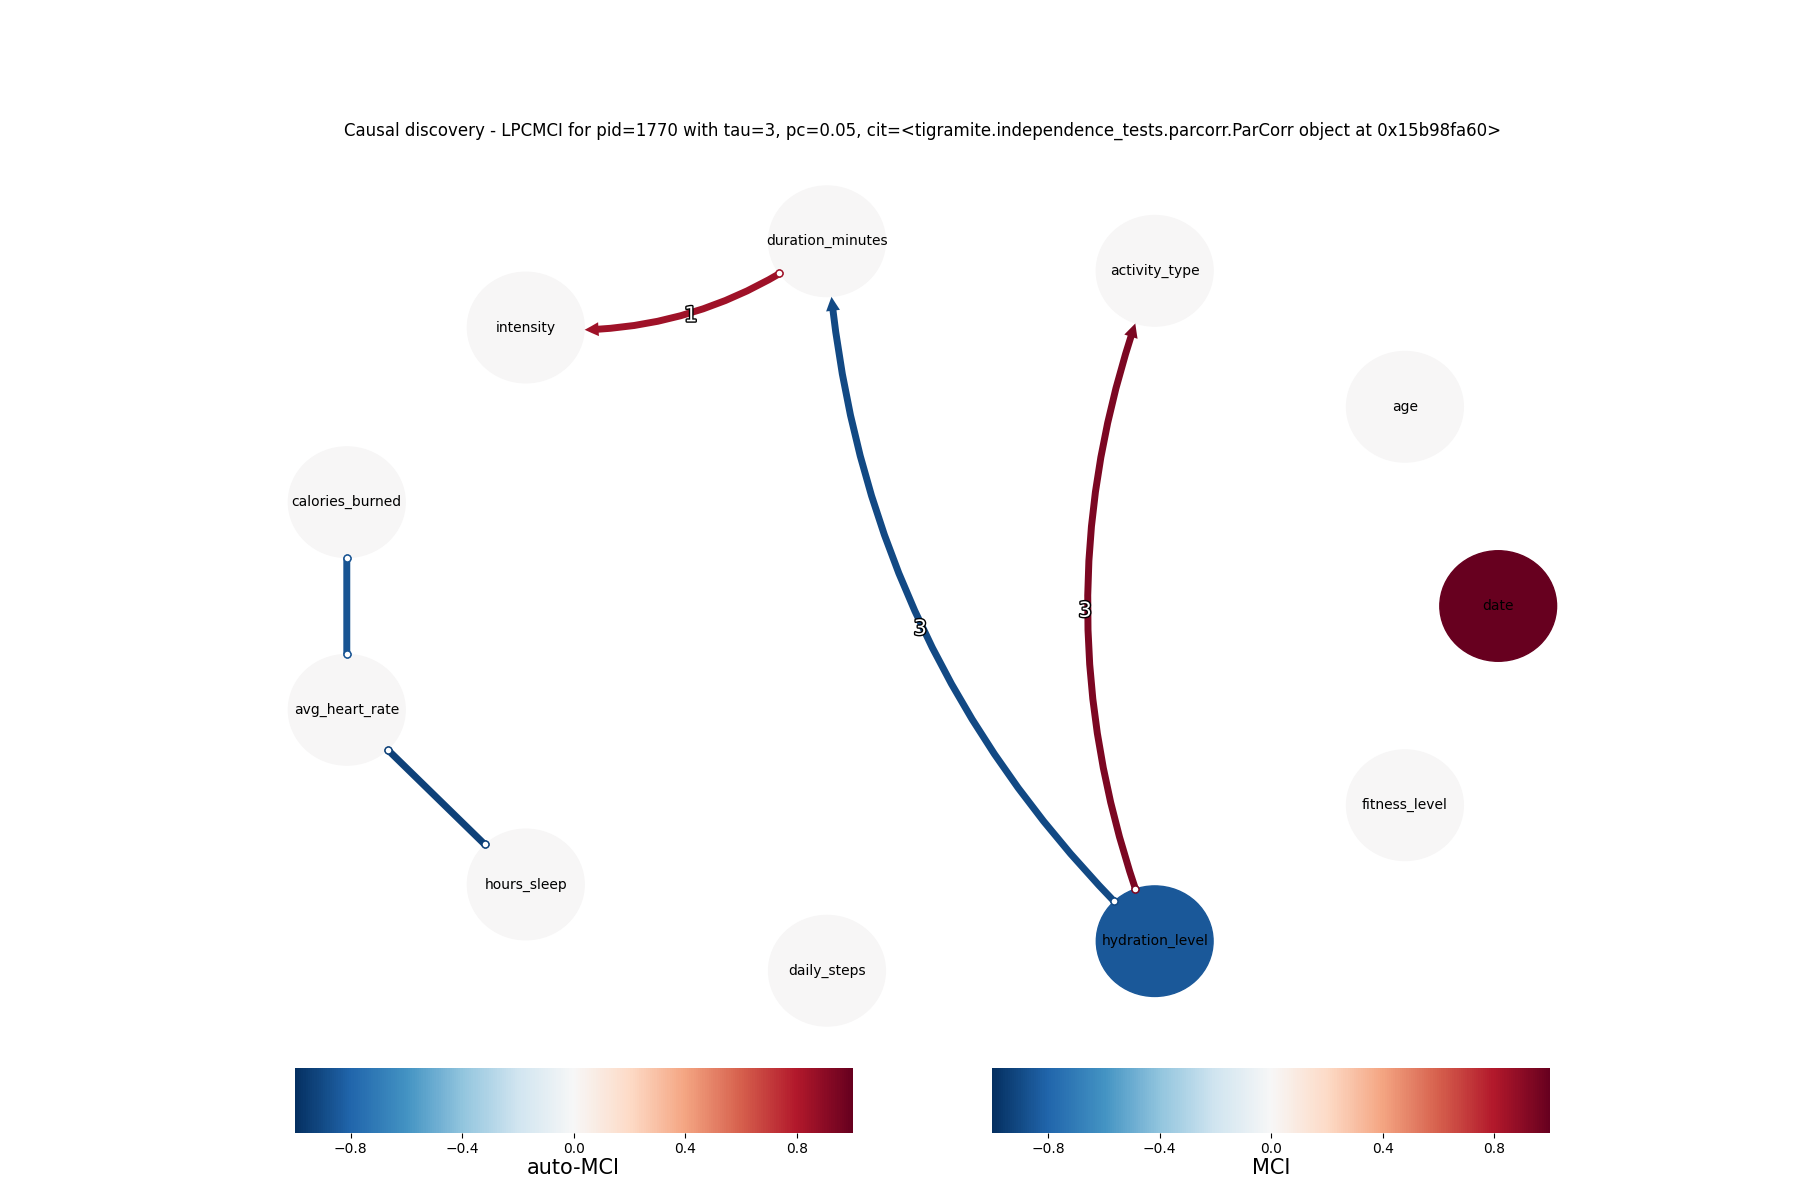 Causal discovery - LPCMCI for pid=1770 with tau=3, pc=0.05, cit=<tigramite.independence_tests.parcorr.ParCorr object at 0x15b98fa60>
duration_minutes
activity_type
intensity
1
age
calories_burned
date
3
3
avg_heart_rate
fitness_level
hours_sleep
hydration_level
daily_steps
−0.8 −0.4 0.0 0.4 0.8
auto-MCI
−0.8 −0.4 0.0 0.4 0.8
MCI